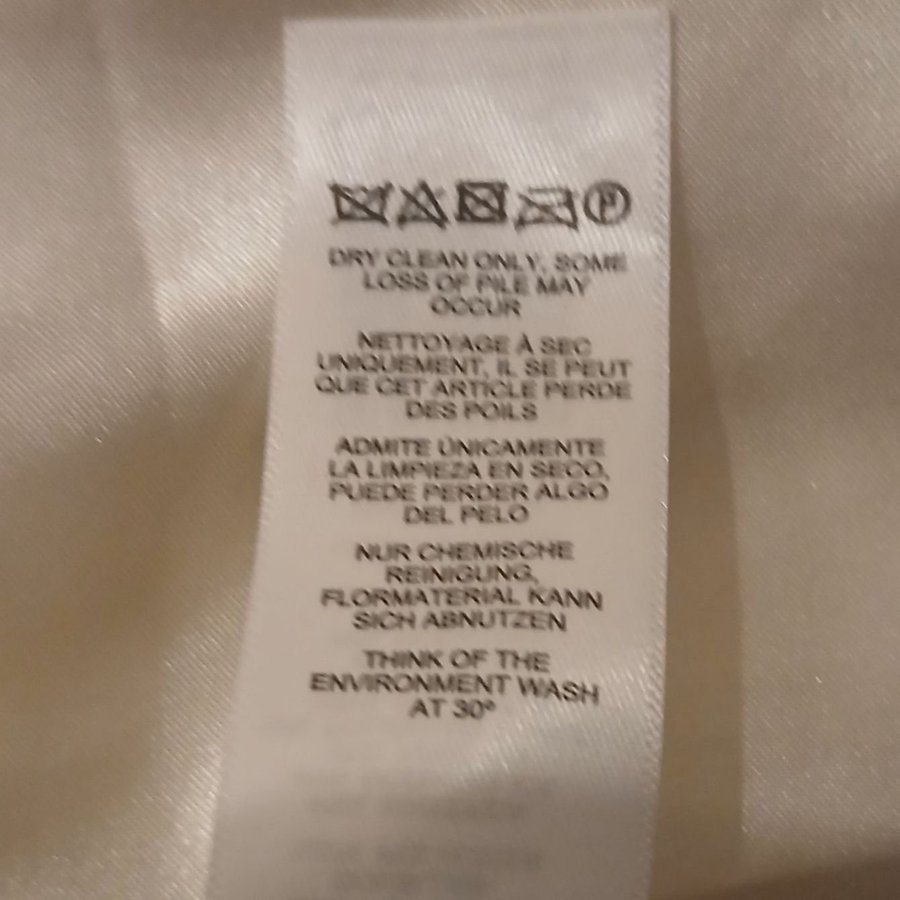 P
DRY CLEAN ONLY, SOME
LOSS OF PILE MAY
OCCUR
NETTOYAGE À SEC
UNIQUEMENT, IL SE PEUT
QUE CET ARTICLE PERDE
DES POILS
ADMITE ÚNICAMENTE
LA LIMPIEZA EN SECO,
PUEDE PERDER ALGO
DEL PELO
NUR CHEMISCHE
REINIGUNG,
FLORMATERIAL KANN
SICH ABNUTZEN
THINK OF THE
ENVIRONMENT WASH
AT 30º